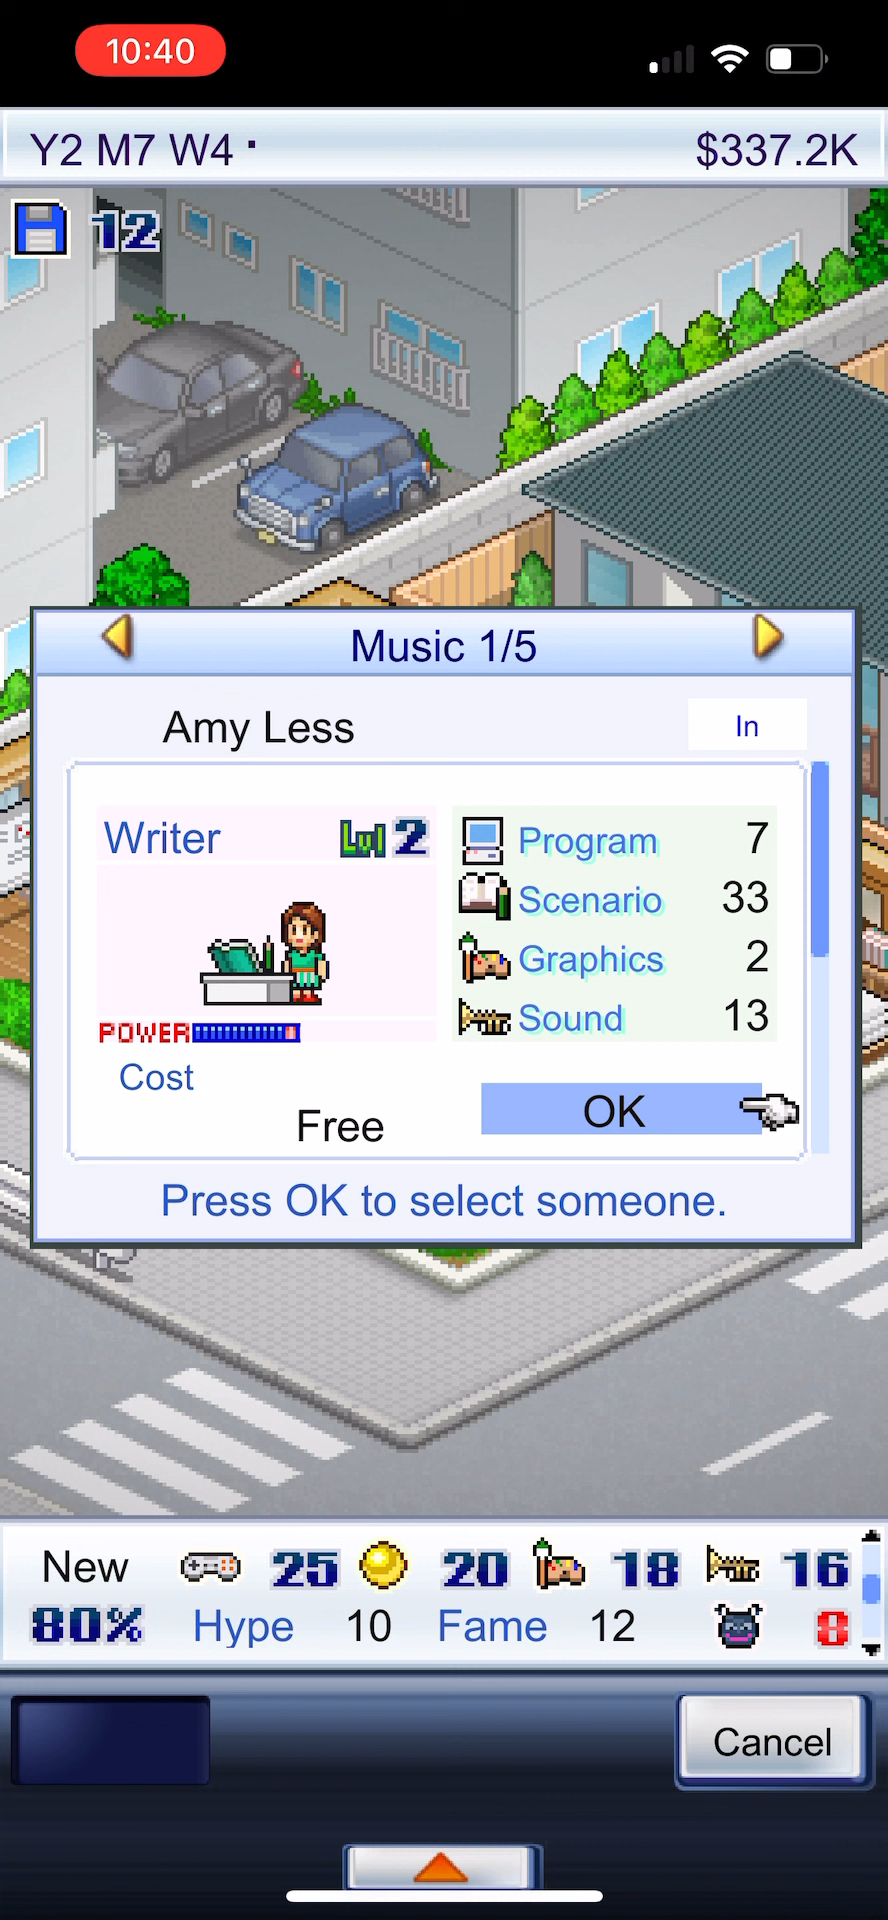 10:40
Y2 M7 W4
$337.2K
12
Music 1/5
Amy Less
In
Writer
Lvl 2
Program 7
Scenario 33
Graphics 2
Sound 13
POWER
Cost
Free
OK
Press OK to select someone.
New 25 20 18 16
80% Hype 10 Fame 12 8
Cancel